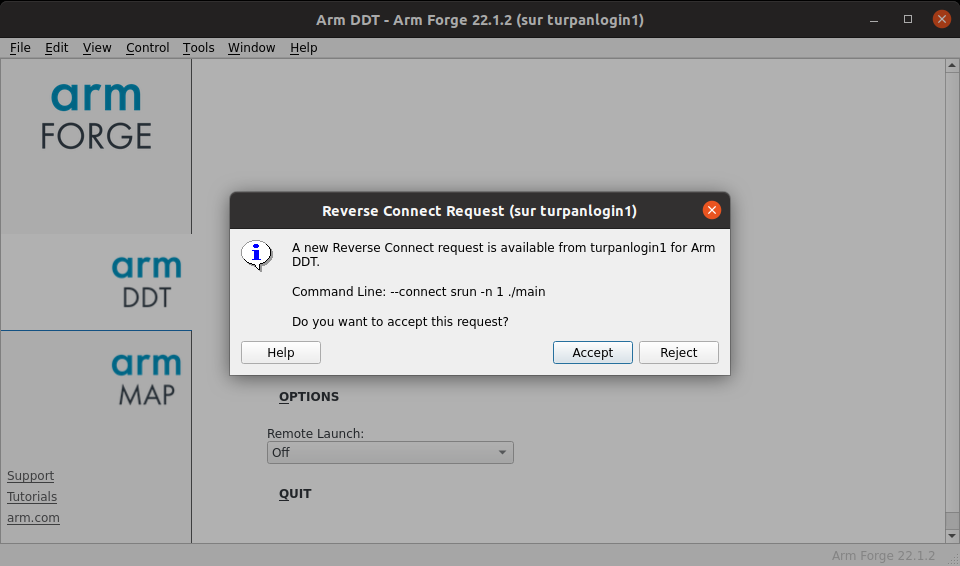 Arm DDT - Arm Forge 22.1.2 (sur turpanlogin1)
File Edit View Control Tools Window Help
arm
FORGE
arm
DDT
arm
MAP
Support
Tutorials
arm.com
Reverse Connect Request (sur turpanlogin1)
A new Reverse Connect request is available from turpanlogin1 for Arm
DDT.
Command Line: --connect srun -n 1 ./main
Do you want to accept this request?
Help Accept Reject
OPTIONS
Remote Launch:
Off
QUIT
Arm Forge 22.1.2